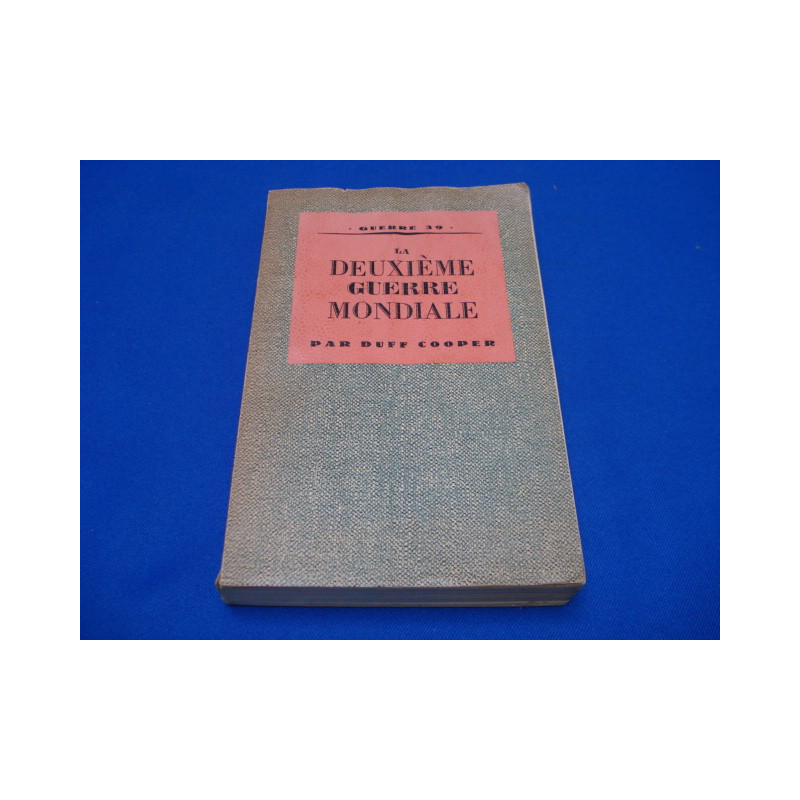 · GUERRE 39 ·
LA
DEUXIÈME
GUERRE
MONDIALE
PAR DUFF COOPER